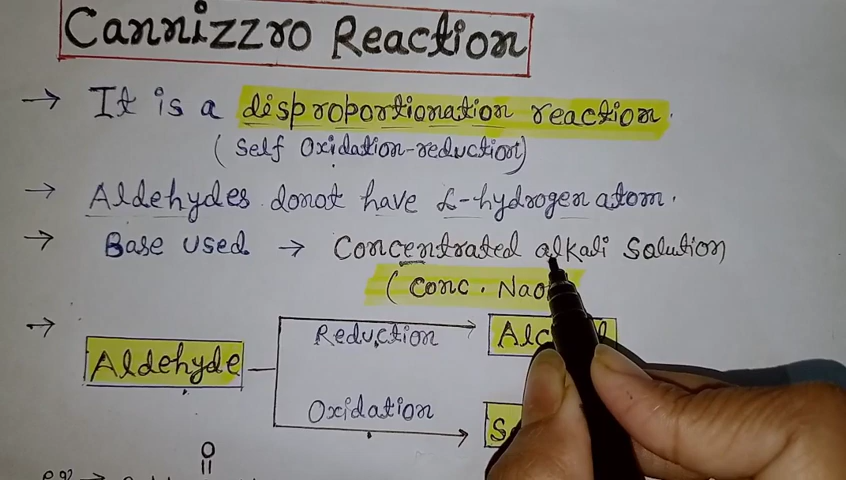 Cannizzro Reaction
→ It is a disproportionation reaction.
(Self Oxidation-reduction)
→ Aldehydes donot have α-hydrogen atom.
→ Base used → Concentrated alkali Solution
(Conc. Nao
→ Reduction
Aldehyde
Oxidation
O
eg →